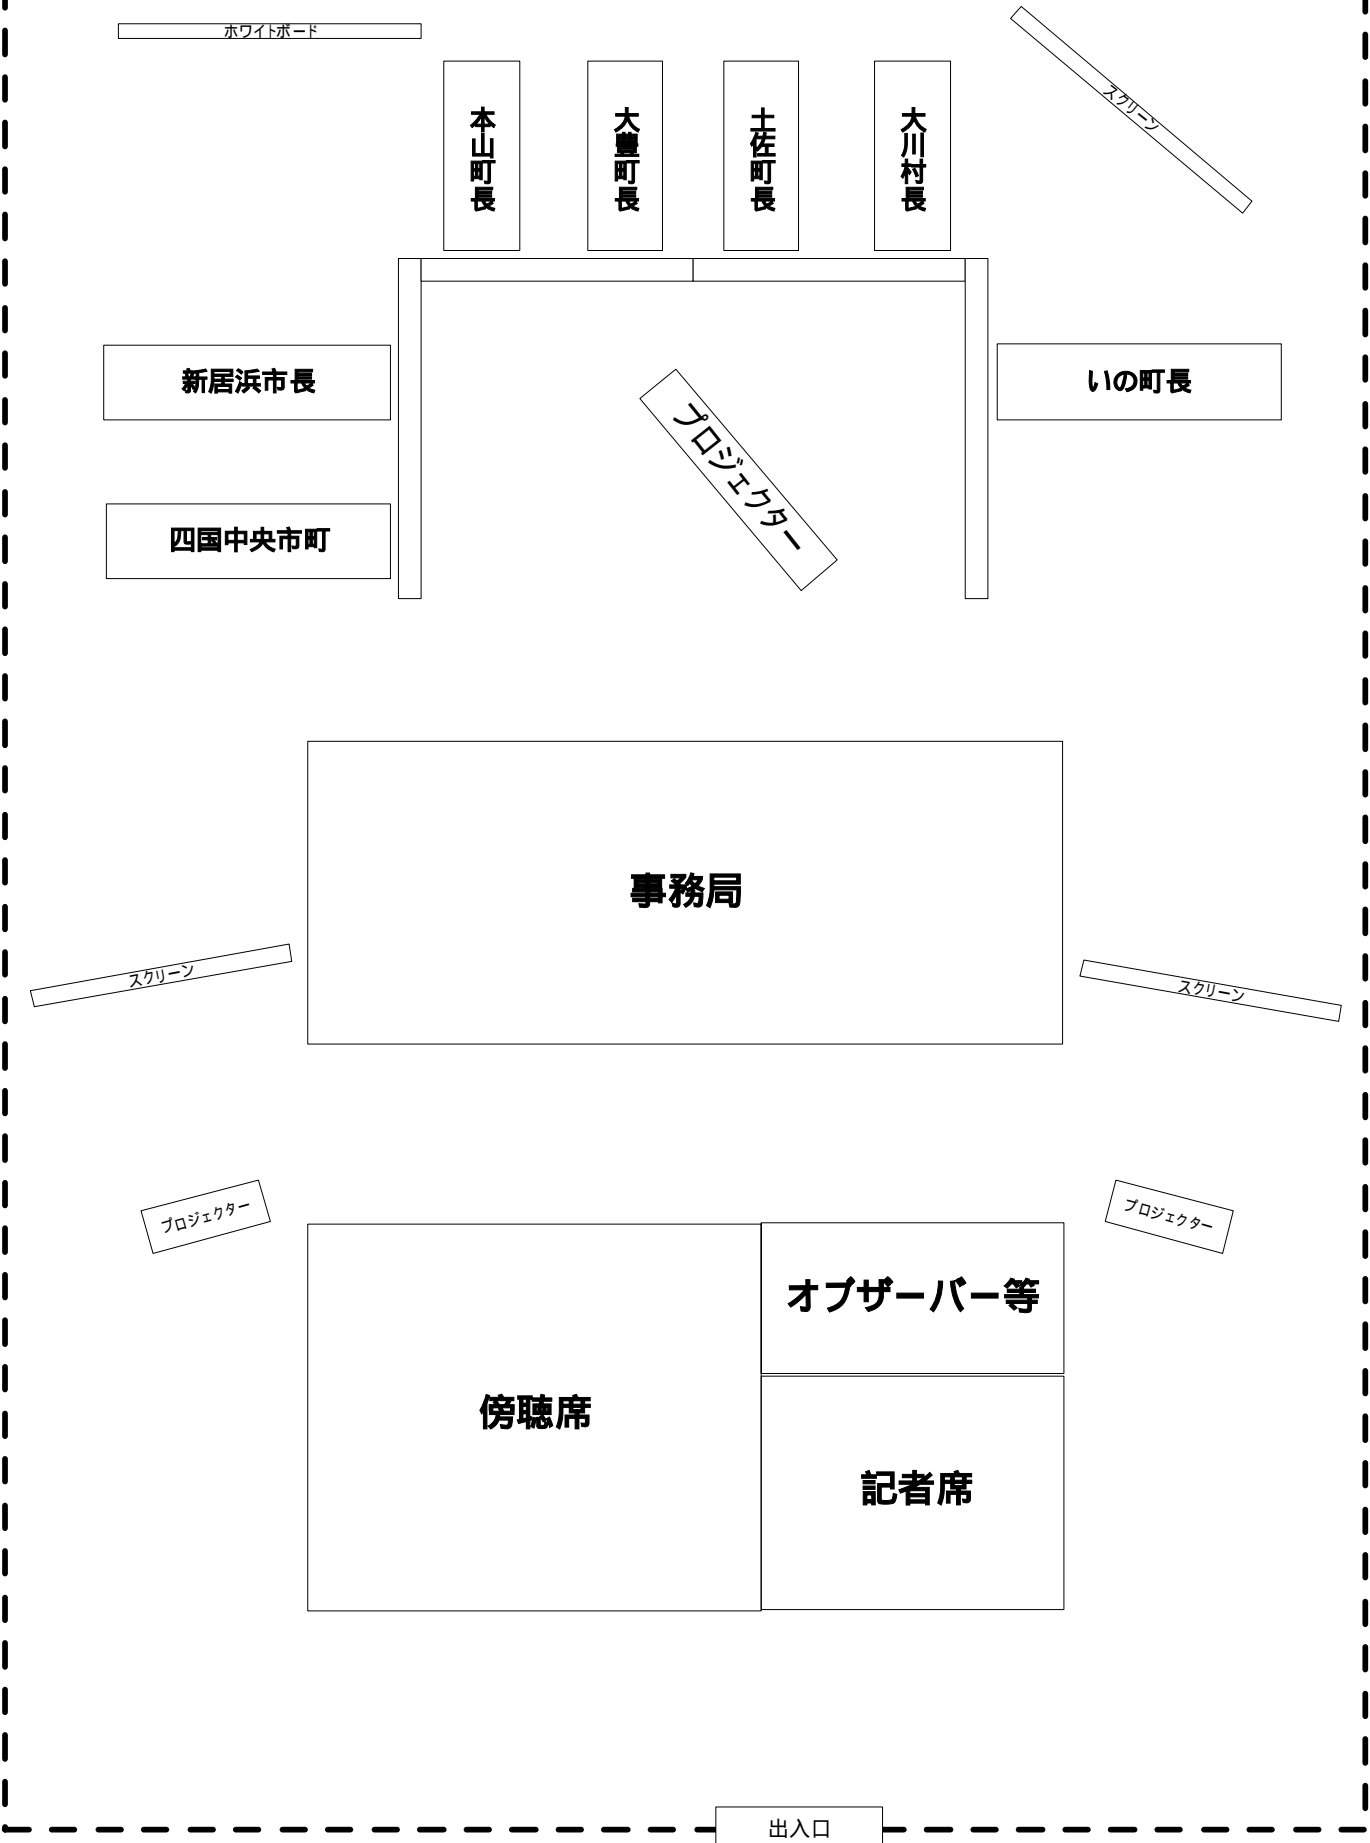 ホワイトボード
スクリーン
本山町長
大豊町長
土佐町長
大川村長
新居浜市長
いの町長
プロジェクター
四国中央市町
事務局
スクリーン
スクリーン
プロジェクター
プロジェクター
オブザーバー等
傍聴席
記者席
出入口